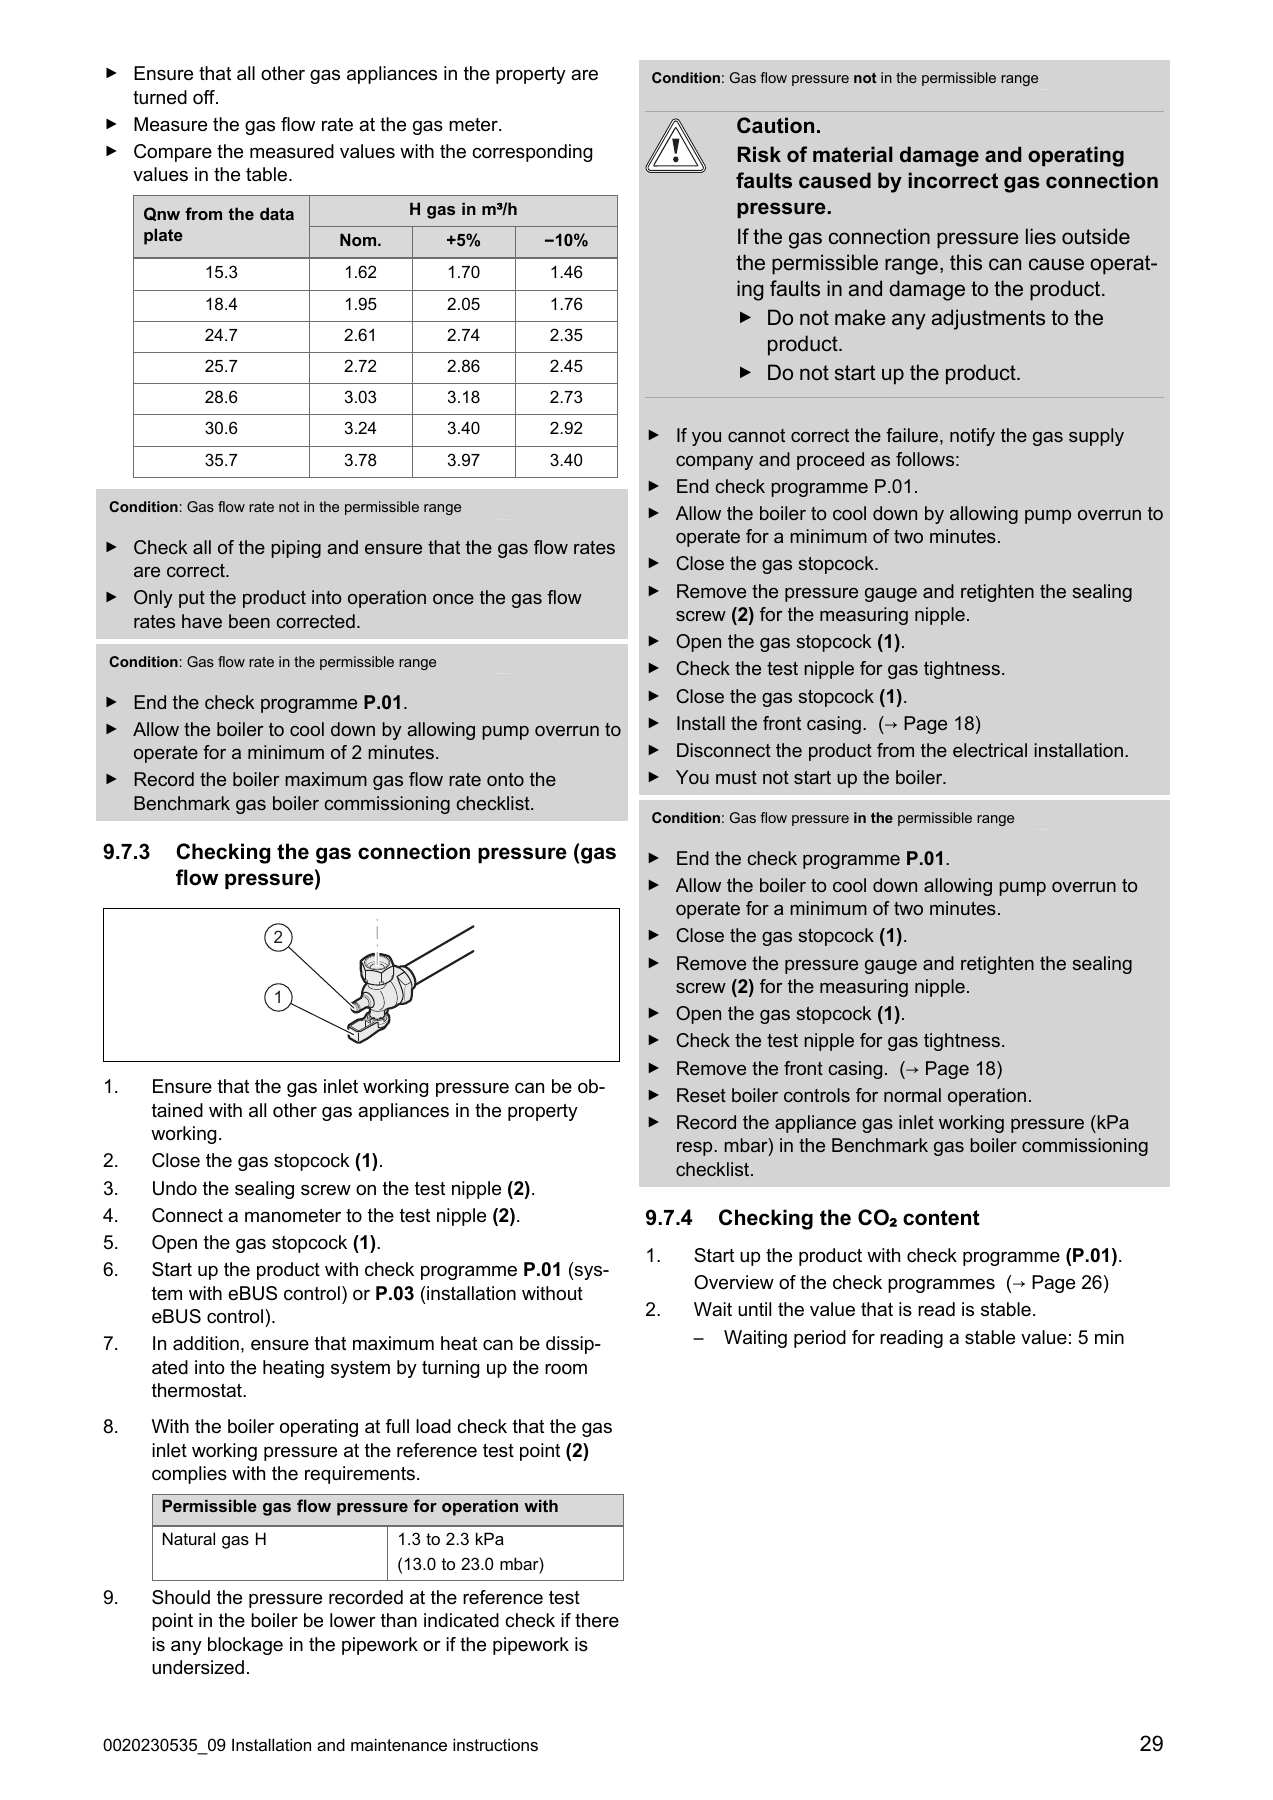 ► Ensure that all other gas appliances in the property are
turned off.
► Measure the gas flow rate at the gas meter.
► Compare the measured values with the corresponding
values in the table.
Qnw from the data plate H gas in m³/h
Nom. +5% −10%
15.3 1.62 1.70 1.46
18.4 1.95 2.05 1.76
24.7 2.61 2.74 2.35
25.7 2.72 2.86 2.45
28.6 3.03 3.18 2.73
30.6 3.24 3.40 2.92
35.7 3.78 3.97 3.40
Condition: Gas flow rate not in the permissible range
► Check all of the piping and ensure that the gas flow rates
are correct.
► Only put the product into operation once the gas flow
rates have been corrected.
Condition: Gas flow rate in the permissible range
► End the check programme P.01.
► Allow the boiler to cool down by allowing pump overrun to
operate for a minimum of 2 minutes.
► Record the boiler maximum gas flow rate onto the
Benchmark gas boiler commissioning checklist.
9.7.3 Checking the gas connection pressure (gas
flow pressure)
2
1
1. Ensure that the gas inlet working pressure can be ob-
tained with all other gas appliances in the property
working.
2. Close the gas stopcock (1).
3. Undo the sealing screw on the test nipple (2).
4. Connect a manometer to the test nipple (2).
5. Open the gas stopcock (1).
6. Start up the product with check programme P.01 (sys-
tem with eBUS control) or P.03 (installation without
eBUS control).
7. In addition, ensure that maximum heat can be dissip-
ated into the heating system by turning up the room
thermostat.
8. With the boiler operating at full load check that the gas
inlet working pressure at the reference test point (2)
complies with the requirements.
Permissible gas flow pressure for operation with
Natural gas H 1.3 to 2.3 kPa
(13.0 to 23.0 mbar)
9. Should the pressure recorded at the reference test
point in the boiler be lower than indicated check if there
is any blockage in the pipework or if the pipework is
undersized.
Condition: Gas flow pressure not in the permissible range
Caution.
Risk of material damage and operating
faults caused by incorrect gas connection
pressure.
If the gas connection pressure lies outside
the permissible range, this can cause operat-
ing faults in and damage to the product.
► Do not make any adjustments to the
product.
► Do not start up the product.
► If you cannot correct the failure, notify the gas supply
company and proceed as follows:
► End check programme P.01.
► Allow the boiler to cool down by allowing pump overrun to
operate for a minimum of two minutes.
► Close the gas stopcock.
► Remove the pressure gauge and retighten the sealing
screw (2) for the measuring nipple.
► Open the gas stopcock (1).
► Check the test nipple for gas tightness.
► Close the gas stopcock (1).
► Install the front casing. (→ Page 18)
► Disconnect the product from the electrical installation.
► You must not start up the boiler.
Condition: Gas flow pressure in the permissible range
► End the check programme P.01.
► Allow the boiler to cool down allowing pump overrun to
operate for a minimum of two minutes.
► Close the gas stopcock (1).
► Remove the pressure gauge and retighten the sealing
screw (2) for the measuring nipple.
► Open the gas stopcock (1).
► Check the test nipple for gas tightness.
► Remove the front casing. (→ Page 18)
► Reset boiler controls for normal operation.
► Record the appliance gas inlet working pressure (kPa
resp. mbar) in the Benchmark gas boiler commissioning
checklist.
9.7.4 Checking the CO₂ content
1. Start up the product with check programme (P.01).
Overview of the check programmes (→ Page 26)
2. Wait until the value that is read is stable.
– Waiting period for reading a stable value: 5 min
0020230535_09 Installation and maintenance instructions 29